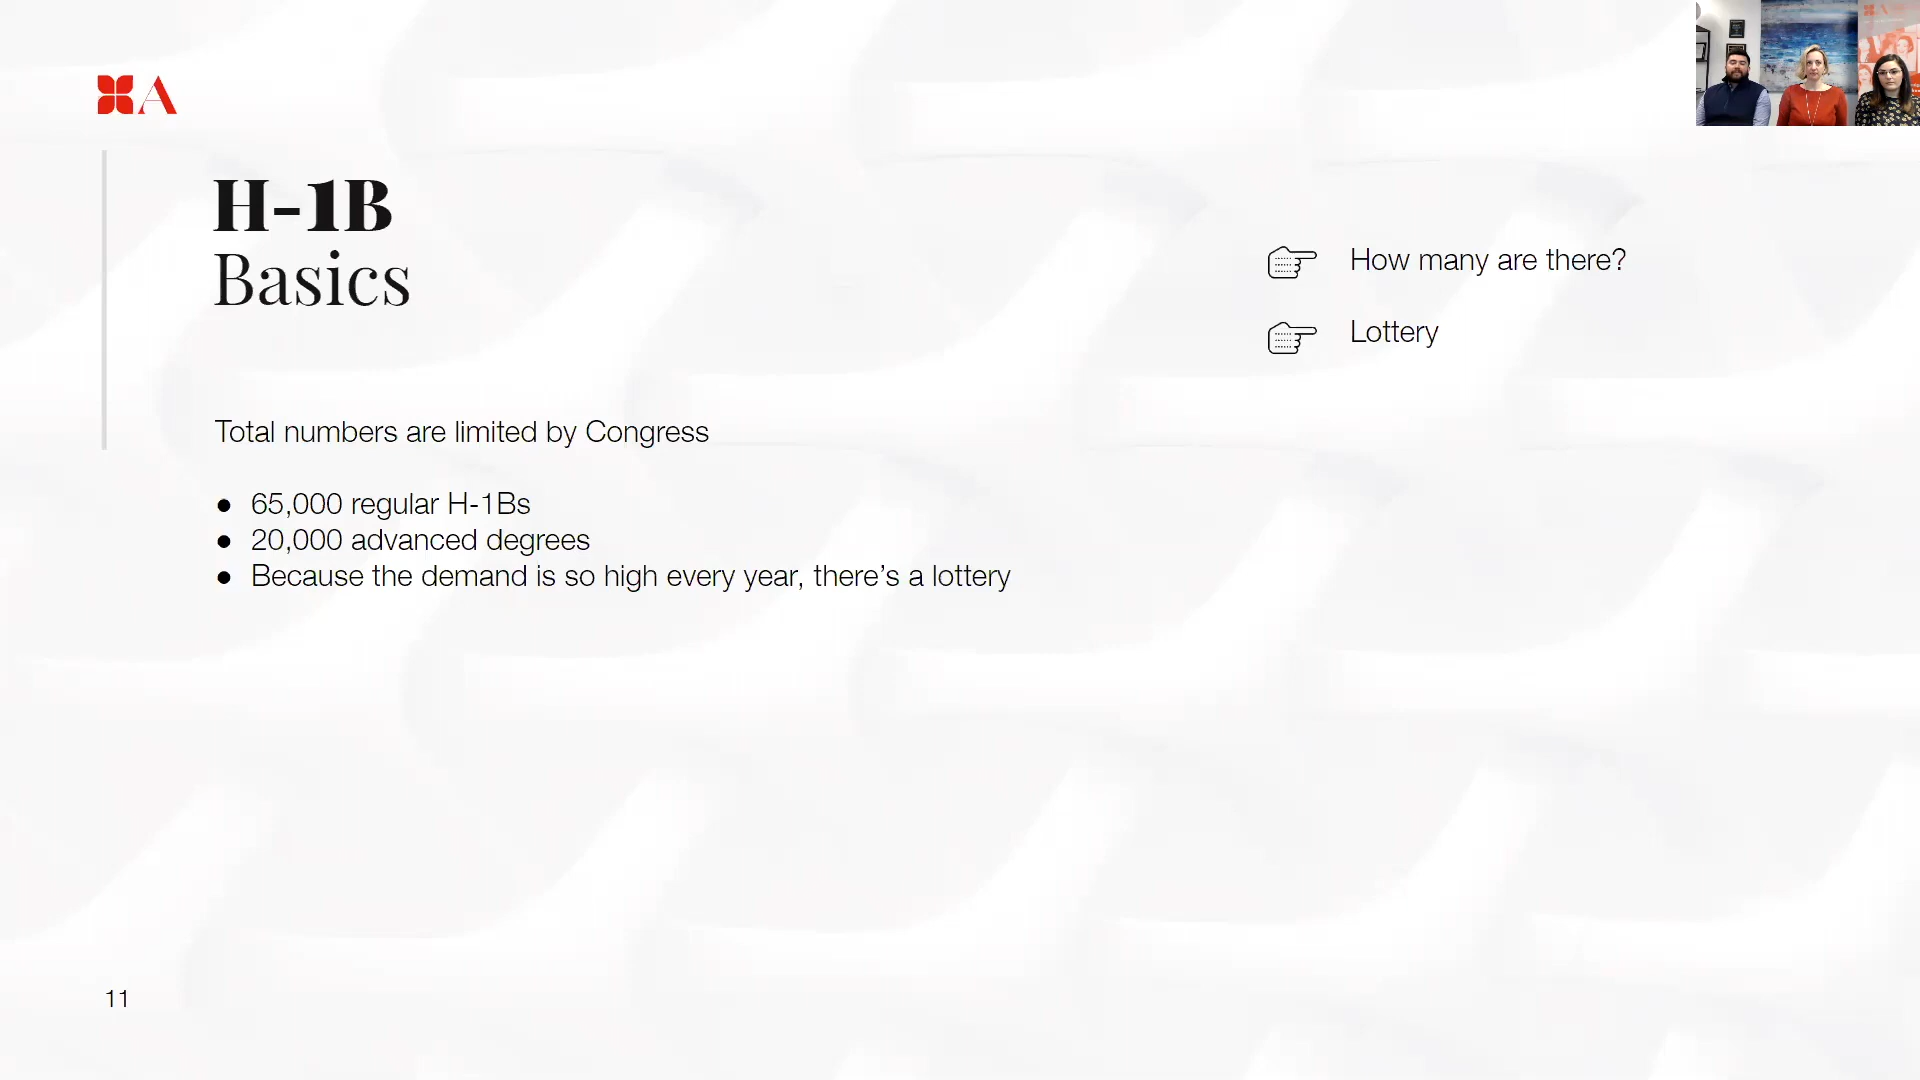 A
H-1B
Basics
How many are there?
Lottery
Total numbers are limited by Congress
● 65,000 regular H-1Bs
● 20,000 advanced degrees
● Because the demand is so high every year, there’s a lottery
11